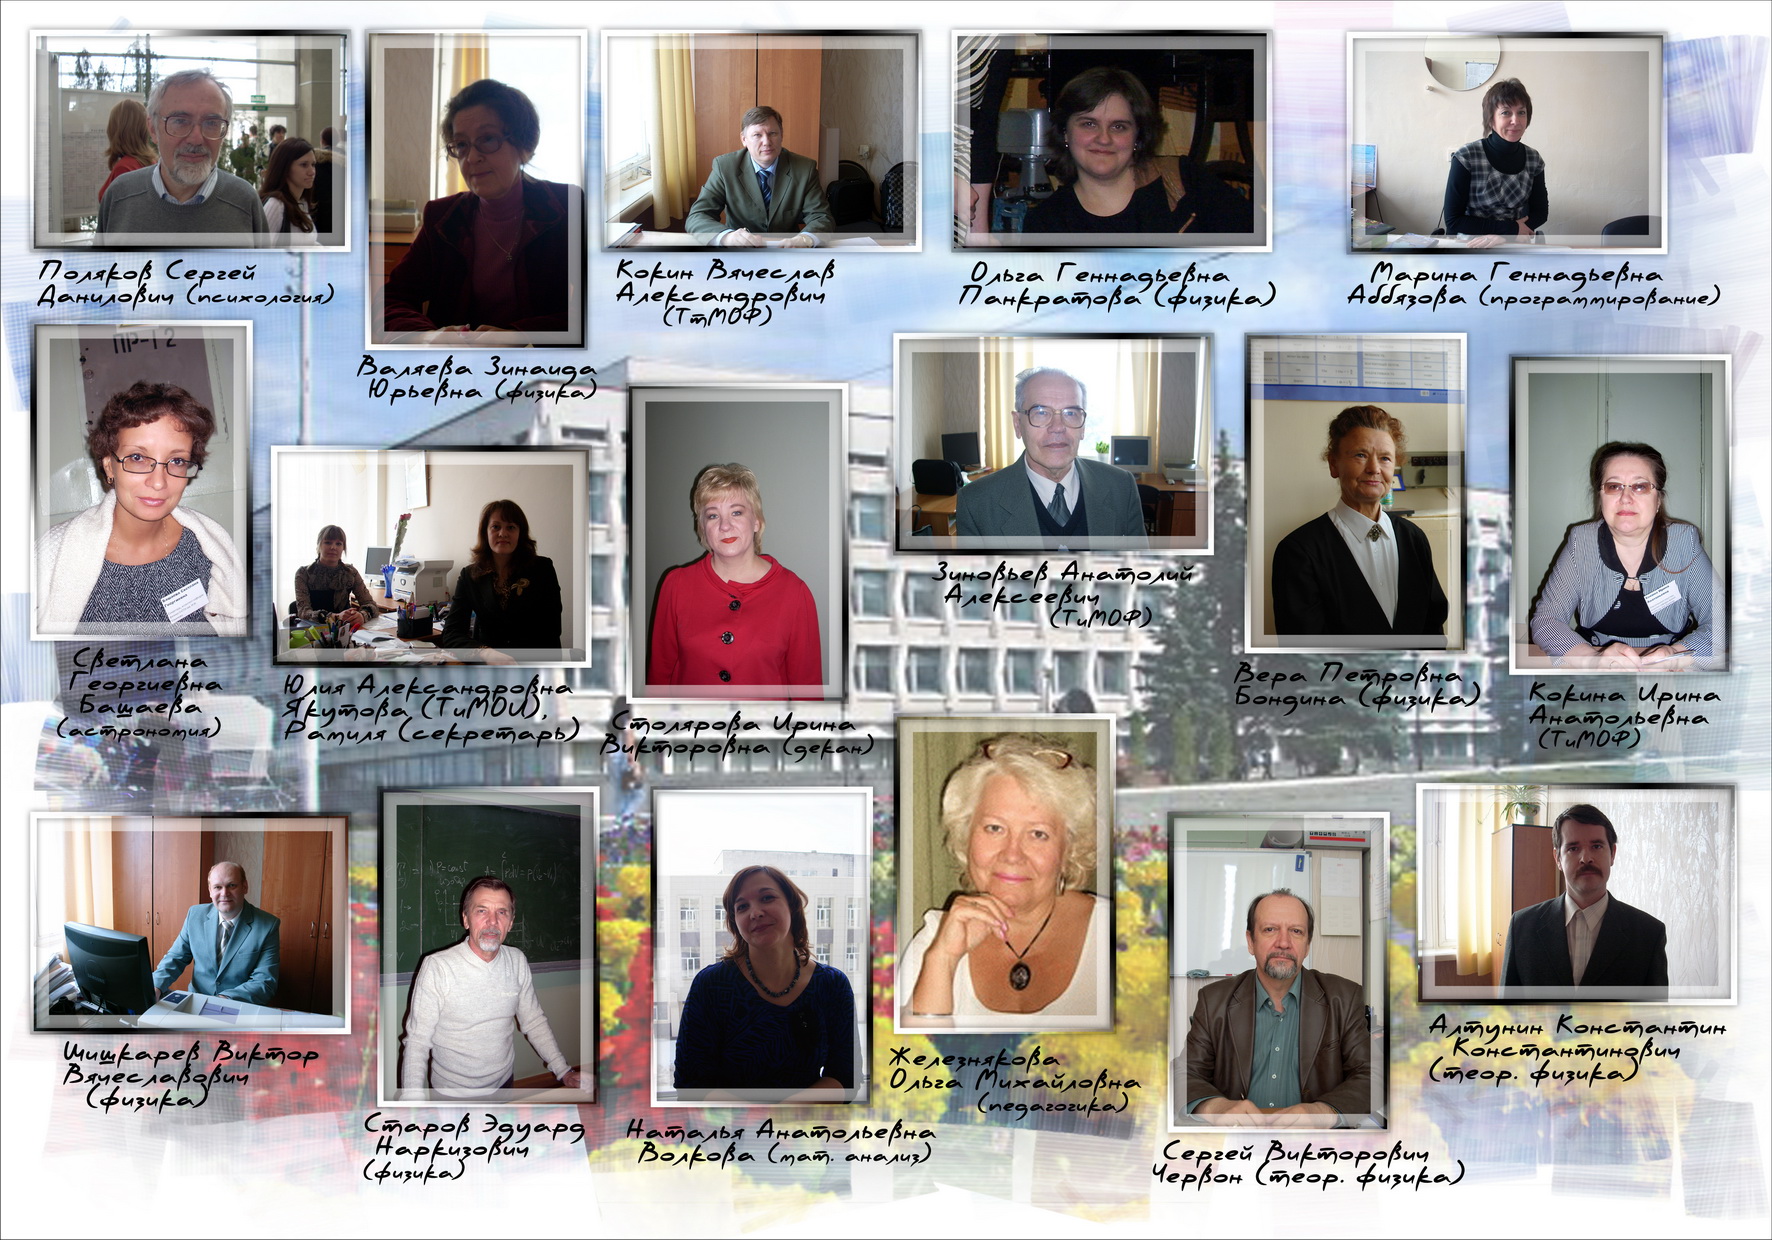 Поляков Сергей
Данилович (психология)
Валяева Зинаида
Юрьевна (физика)
Кокин Вячеслав
Александрович
(ТтМОФ)
Ольга Геннадьевна
Панкратова (физика)
Марина Геннадьевна
Аббязова (программирование)
ПР-12
Светлана
Георгиевна
Башаева
(астрономия)
Юлия Александровна
Якутова (ТиМОИ),
Рамиля (секретарь)
Столярова Ирина
Викторовна (декан)
Зиновьев Анатолий
Алексеевич
(ТиМОФ)
Вера Петровна
Бондина (физика)
Кокина Ирина
Анатольевна
(ТиМОФ)
Шишкарев Виктор
Вячеславович
(физика)
Старов Эдуард
Наркизович
(физика)
Наталья Анатольевна
Волкова (мат. анализ)
Железнякова
Ольга Михайловна
(педагогика)
Сергей Викторович
Червон (теор. физика)
Алтунин Константин
Константинович
(теор. физика)